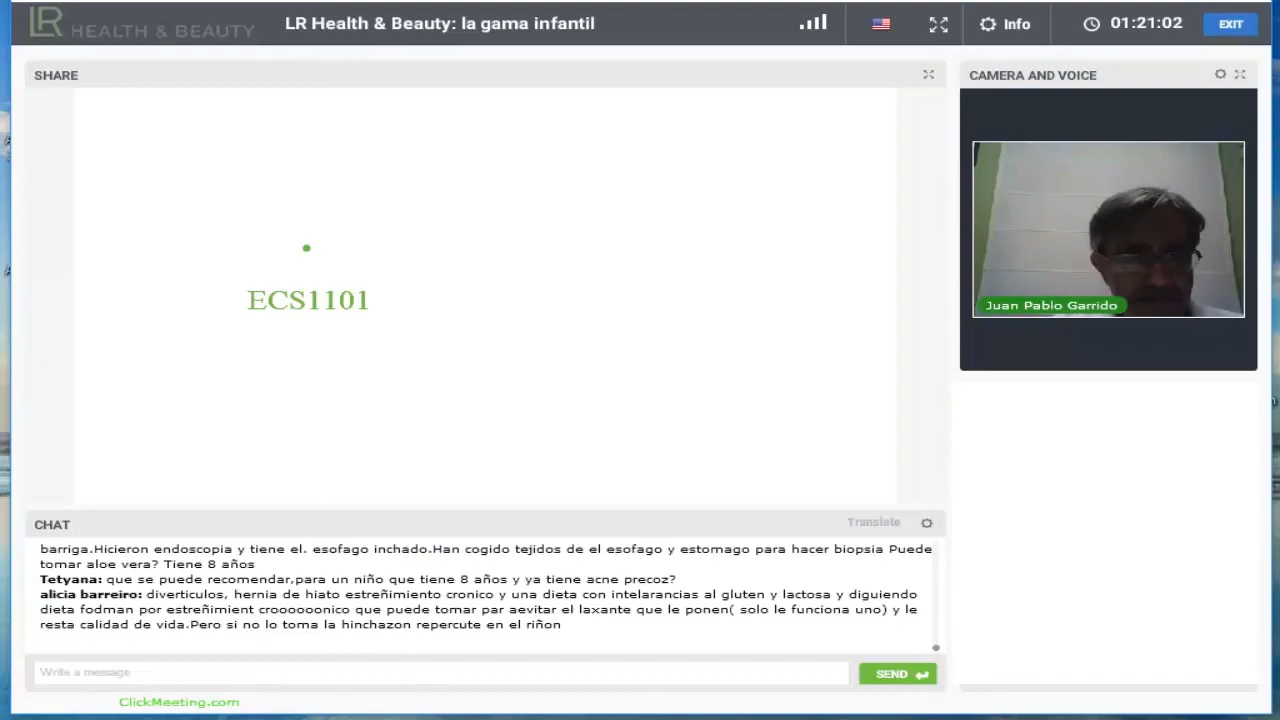 LR HEALTH & BEAUTY
LR Health & Beauty: la gama infantil
Info
01:21:02
EXIT
SHARE
CAMERA AND VOICE
ECS1101
Juan Pablo Garrido
CHAT
Translate
barriga.Hicieron endoscopia y tiene el. esofago inchado.Han cogido tejidos de el esofago y estomago para hacer biopsia Puede
tomar aloe vera? Tiene 8 años
Tetyana: que se puede recomendar,para un niño que tiene 8 años y ya tiene acne precoz?
alicia barreiro: diverticulos, hernia de hiato estreñimiento cronico y una dieta con intelarancias al gluten y lactosa y diguiendo
dieta fodman por estreñimient croooooonico que puede tomar par aevitar el laxante que le ponen( solo le funciona uno) y le
resta calidad de vida.Pero si no lo toma la hinchazon repercute en el riñon
Write a message
SEND
ClickMeeting.com